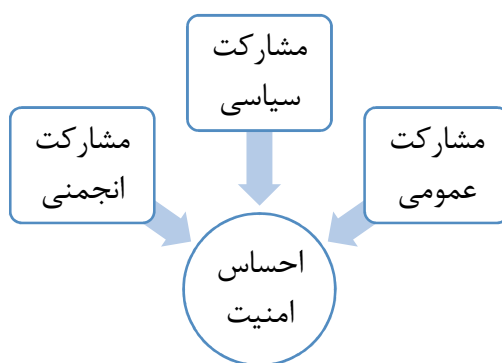 مشارکت
سیاسی
مشارکت
عمومی
مشارکت
انجمنی
احساس
امنیت